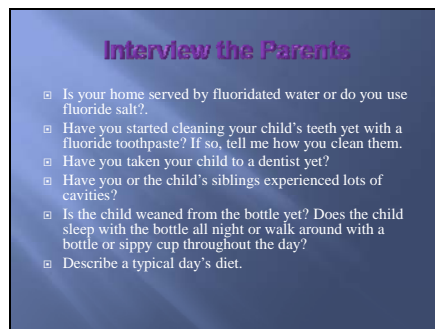 Interview the Parents
Is your home served by fluoridated water or do you use
fluoride salt?.
Have you started cleaning your child's teeth yet with a
fluoride toothpaste? If so, tell me how you clean them.
Have you taken your child to a dentist yet?
Have you or the child's siblings experienced lots of
cavities?
Is the child weaned from the bottle yet? Does the child
sleep with the bottle all night or walk around with a
bottle or sippy cup throughout the day?
Describe a typical day's diet.